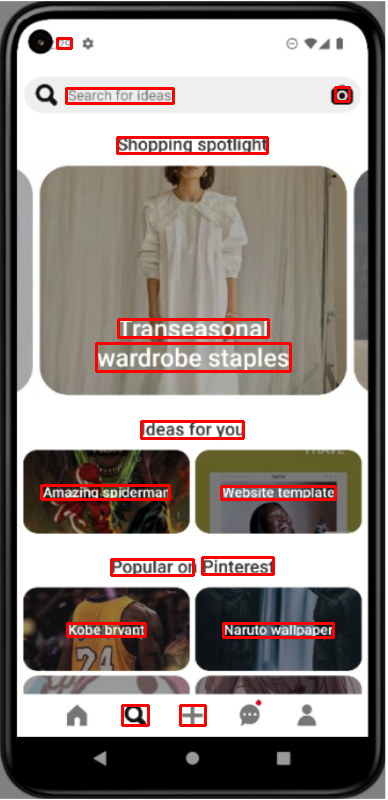 Search for ideas
Shopping spotlight
Transeasonal
wardrobe staples
Ideas for you
Amazing spiderman
Website template
Popular on Pinterest
Kobe bryant
Naruto wallpaper
24